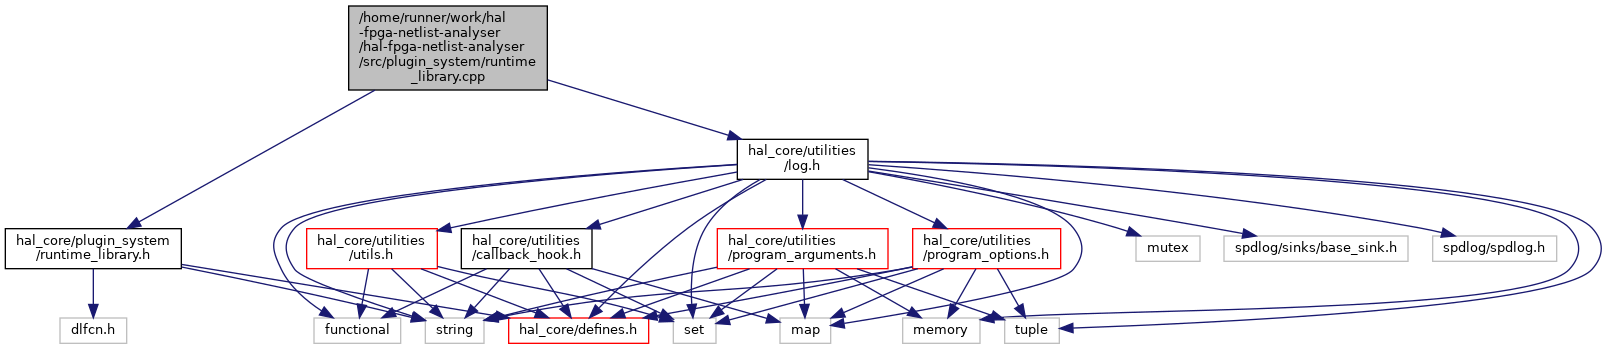 /home/runner/work/hal
-fpga-netlist-analyser
/hal-fpga-netlist-analyser
/src/plugin_system/runtime
_library.cpp
hal_core/utilities
/log.h
hal_core/plugin_system
/runtime_library.h
hal_core/utilities
/utils.h
hal_core/utilities
/callback_hook.h
hal_core/utilities
/program_arguments.h
hal_core/utilities
/program_options.h
mutex
spdlog/sinks/base_sink.h
spdlog/spdlog.h
dlfcn.h
functional
string
hal_core/defines.h
set
map
memory
tuple